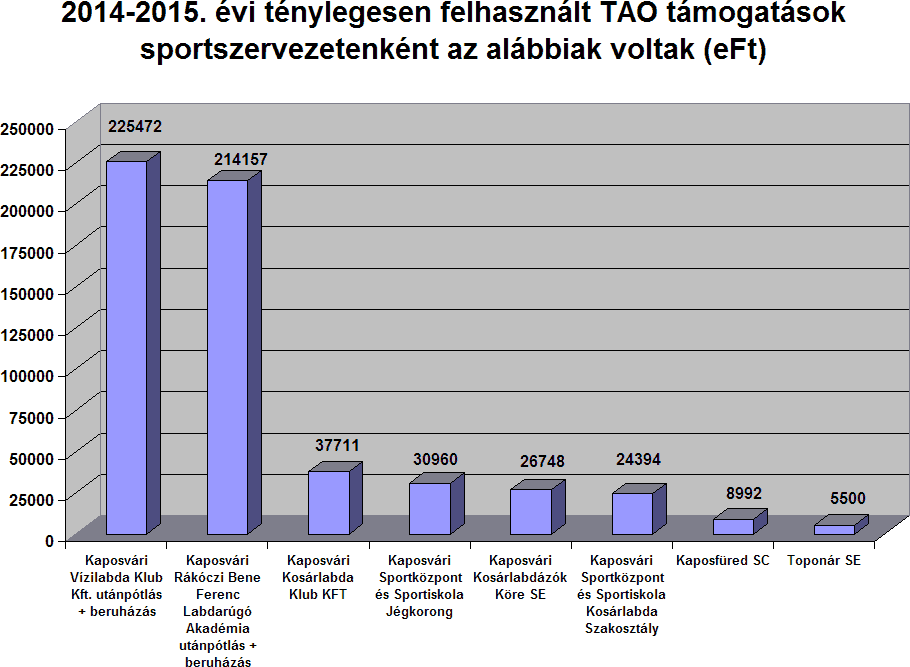 2014-2015. évi ténylegesen felhasznált TAO támogatások
sportszervezetenként az alábbiak voltak (eFt)
250000
225000
200000
175000
150000
125000
100000
75000
50000
25000
0
225472
214157
37711
30960
26748
24394
8992
5500
Kaposvári
Vízilabda Klub
Kft. utánpótlás
+ beruházás
Kaposvári
Rákóczi Bene
Ferenc
Labdarúgó
Akadémia
utánpótlás +
beruházás
Kaposvári
Kosárlabda
Klub KFT
Kaposvári
Sportközpont
és Sportiskola
Jégkorong
Kaposvári
Kosárlabdázók
Köre SE
Kaposvári
Sportközpont
és Sportiskola
Kosárlabda
Szakosztály
Kaposfüred SC
Toponár SE